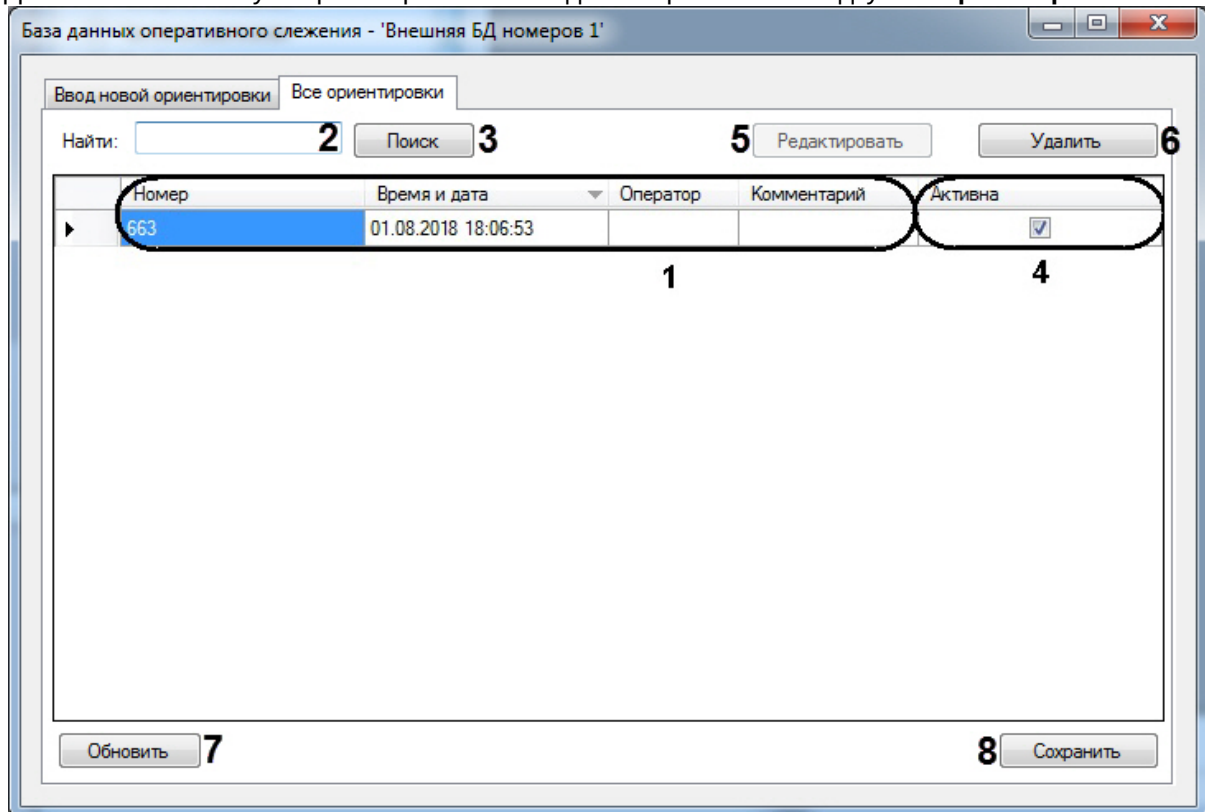 База данных оперативного слежения - 'Внешняя БД номеров 1'
Ввод новой ориентировки Все ориентировки
Найти: 2 Поиск 3 5 Редактировать Удалить 6
Номер Время и дата Оператор Комментарий Активна
663 01.08.2018 18:06:53
1 4
Обновить 7 8 Сохранить